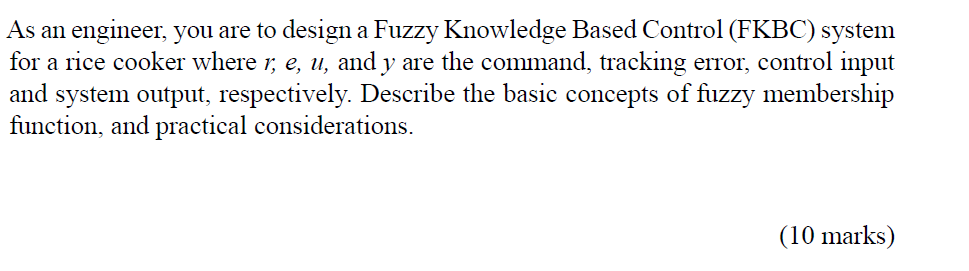 As an engineer, you are to design a Fuzzy Knowledge Based Control (FKBC) system
for a rice cooker where r, e, u, and y are the command, tracking error, control input
and system output, respectively. Describe the basic concepts of fuzzy membership
function, and practical considerations.
(10 marks)